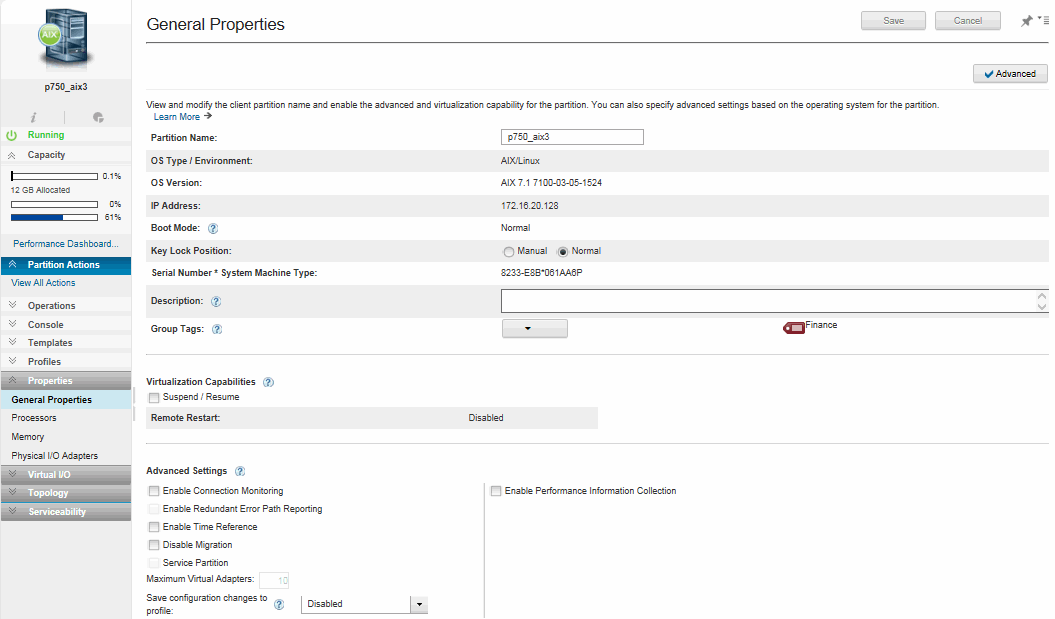 AIX
p750_aix3
i
Running
Capacity
0.1%
12 GB Allocated
0%
61%
Performance Dashboard...
Partition Actions
View All Actions
Operations
Console
Templates
Profiles
Properties
General Properties
Processors
Memory
Physical I/O Adapters
Virtual I/O
Topology
Serviceability
General Properties
Save
Cancel
Advanced
View and modify the client partition name and enable the advanced and virtualization capability for the partition. You can also specify advanced settings based on the operating system for the partition.
Learn More
Partition Name: p750_aix3
OS Type / Environment: AIX/Linux
OS Version: AIX 7.1 7100-03-05-1524
IP Address: 172.16.20.128
Boot Mode: ? Normal
Key Lock Position: Manual Normal
Serial Number * System Machine Type: 8233-E8B*061AA6P
Description: ?
Group Tags: ? Finance
Virtualization Capabilities ?
Suspend / Resume
Remote Restart: Disabled
Advanced Settings ?
Enable Connection Monitoring
Enable Redundant Error Path Reporting
Enable Time Reference
Disable Migration
Service Partition
Maximum Virtual Adapters: 10
Save configuration changes to
profile: ? Disabled
Enable Performance Information Collection